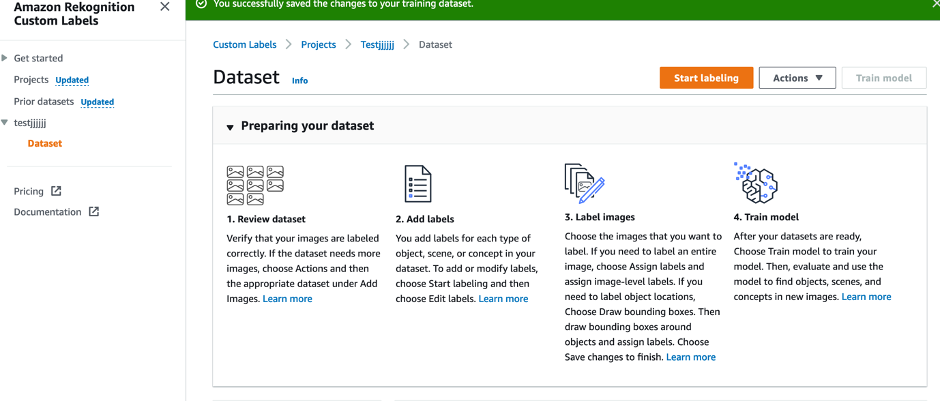 You successfully saved the changes to your training dataset.
Amazon Rekognition
Custom Labels
Get started
Projects Updated
Prior datasets Updated
testjjjjjj
Dataset
Pricing
Documentation
Custom Labels > Projects > Testjjjjjj > Dataset
Dataset Info
Start labeling
Actions
Train model
Preparing your dataset
1. Review dataset
Verify that your images are labeled
correctly. If the dataset needs more
images, choose Actions and then
the appropriate dataset under Add
Images. Learn more
2. Add labels
You add labels for each type of
object, scene, or concept in your
dataset. To add or modify labels,
choose Start labeling and then
choose Edit labels. Learn more
3. Label images
Choose the images that you want to
label. If you need to label an entire
image, choose Assign labels and
assign image-level labels. If you
need to label object locations,
Choose Draw bounding boxes. Then
draw bounding boxes around
objects and assign labels. Choose
Save changes to finish. Learn more
4. Train model
After your datasets are ready,
Choose Train model to train your
model. Then, evaluate and use the
model to find objects, scenes, and
concepts in new images. Learn more